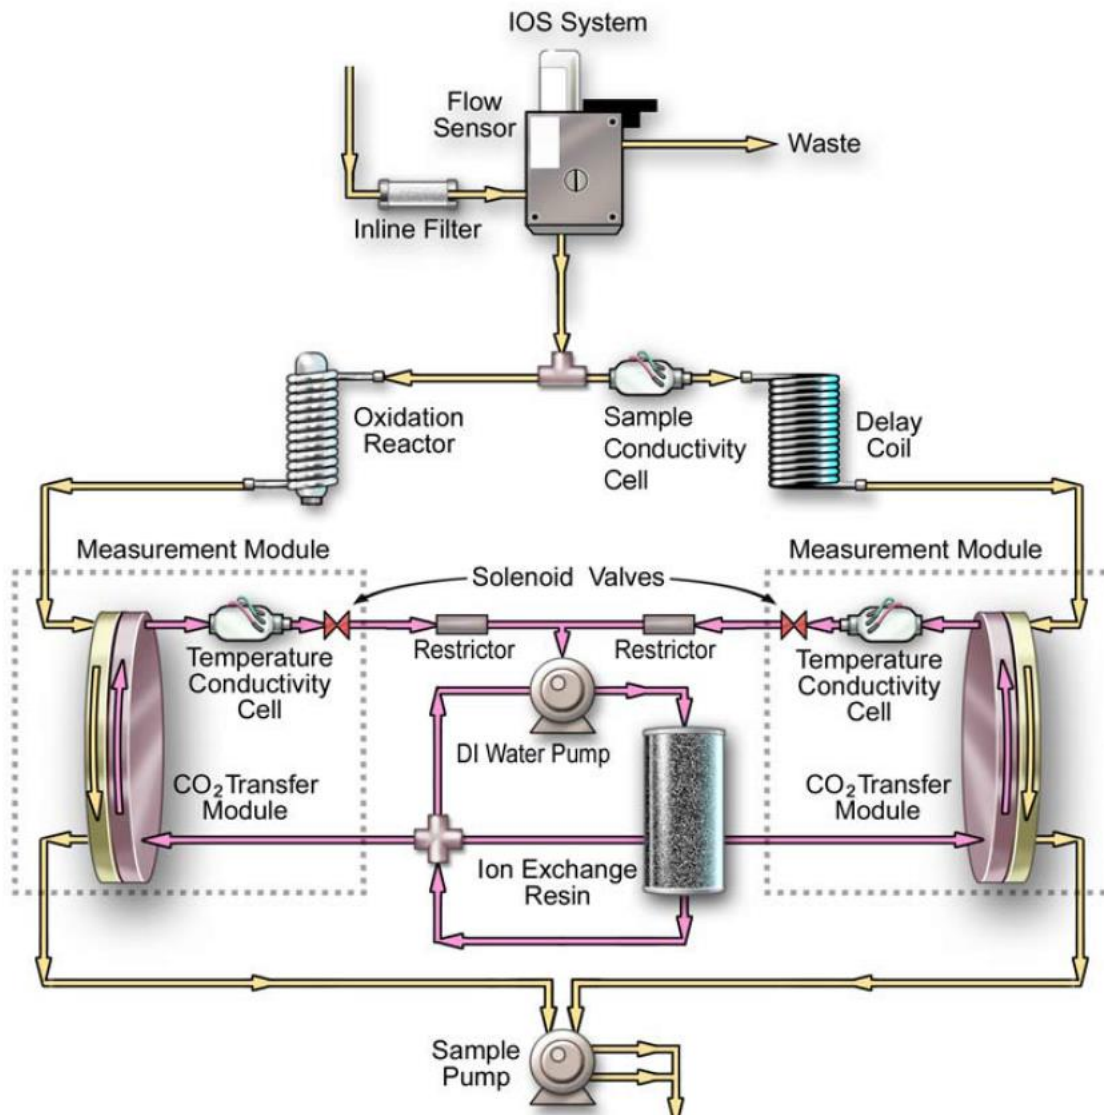 IOS System
Flow
Sensor
Waste
Inline Filter
Oxidation
Reactor
Sample
Conductivity
Cell
Delay
Coil
Measurement Module
Measurement Module
Solenoid Valves
Restrictor
Restrictor
Temperature
Conductivity
Cell
Temperature
Conductivity
Cell
DI Water Pump
CO₂ Transfer
Module
CO₂ Transfer
Module
Ion Exchange
Resin
Sample
Pump